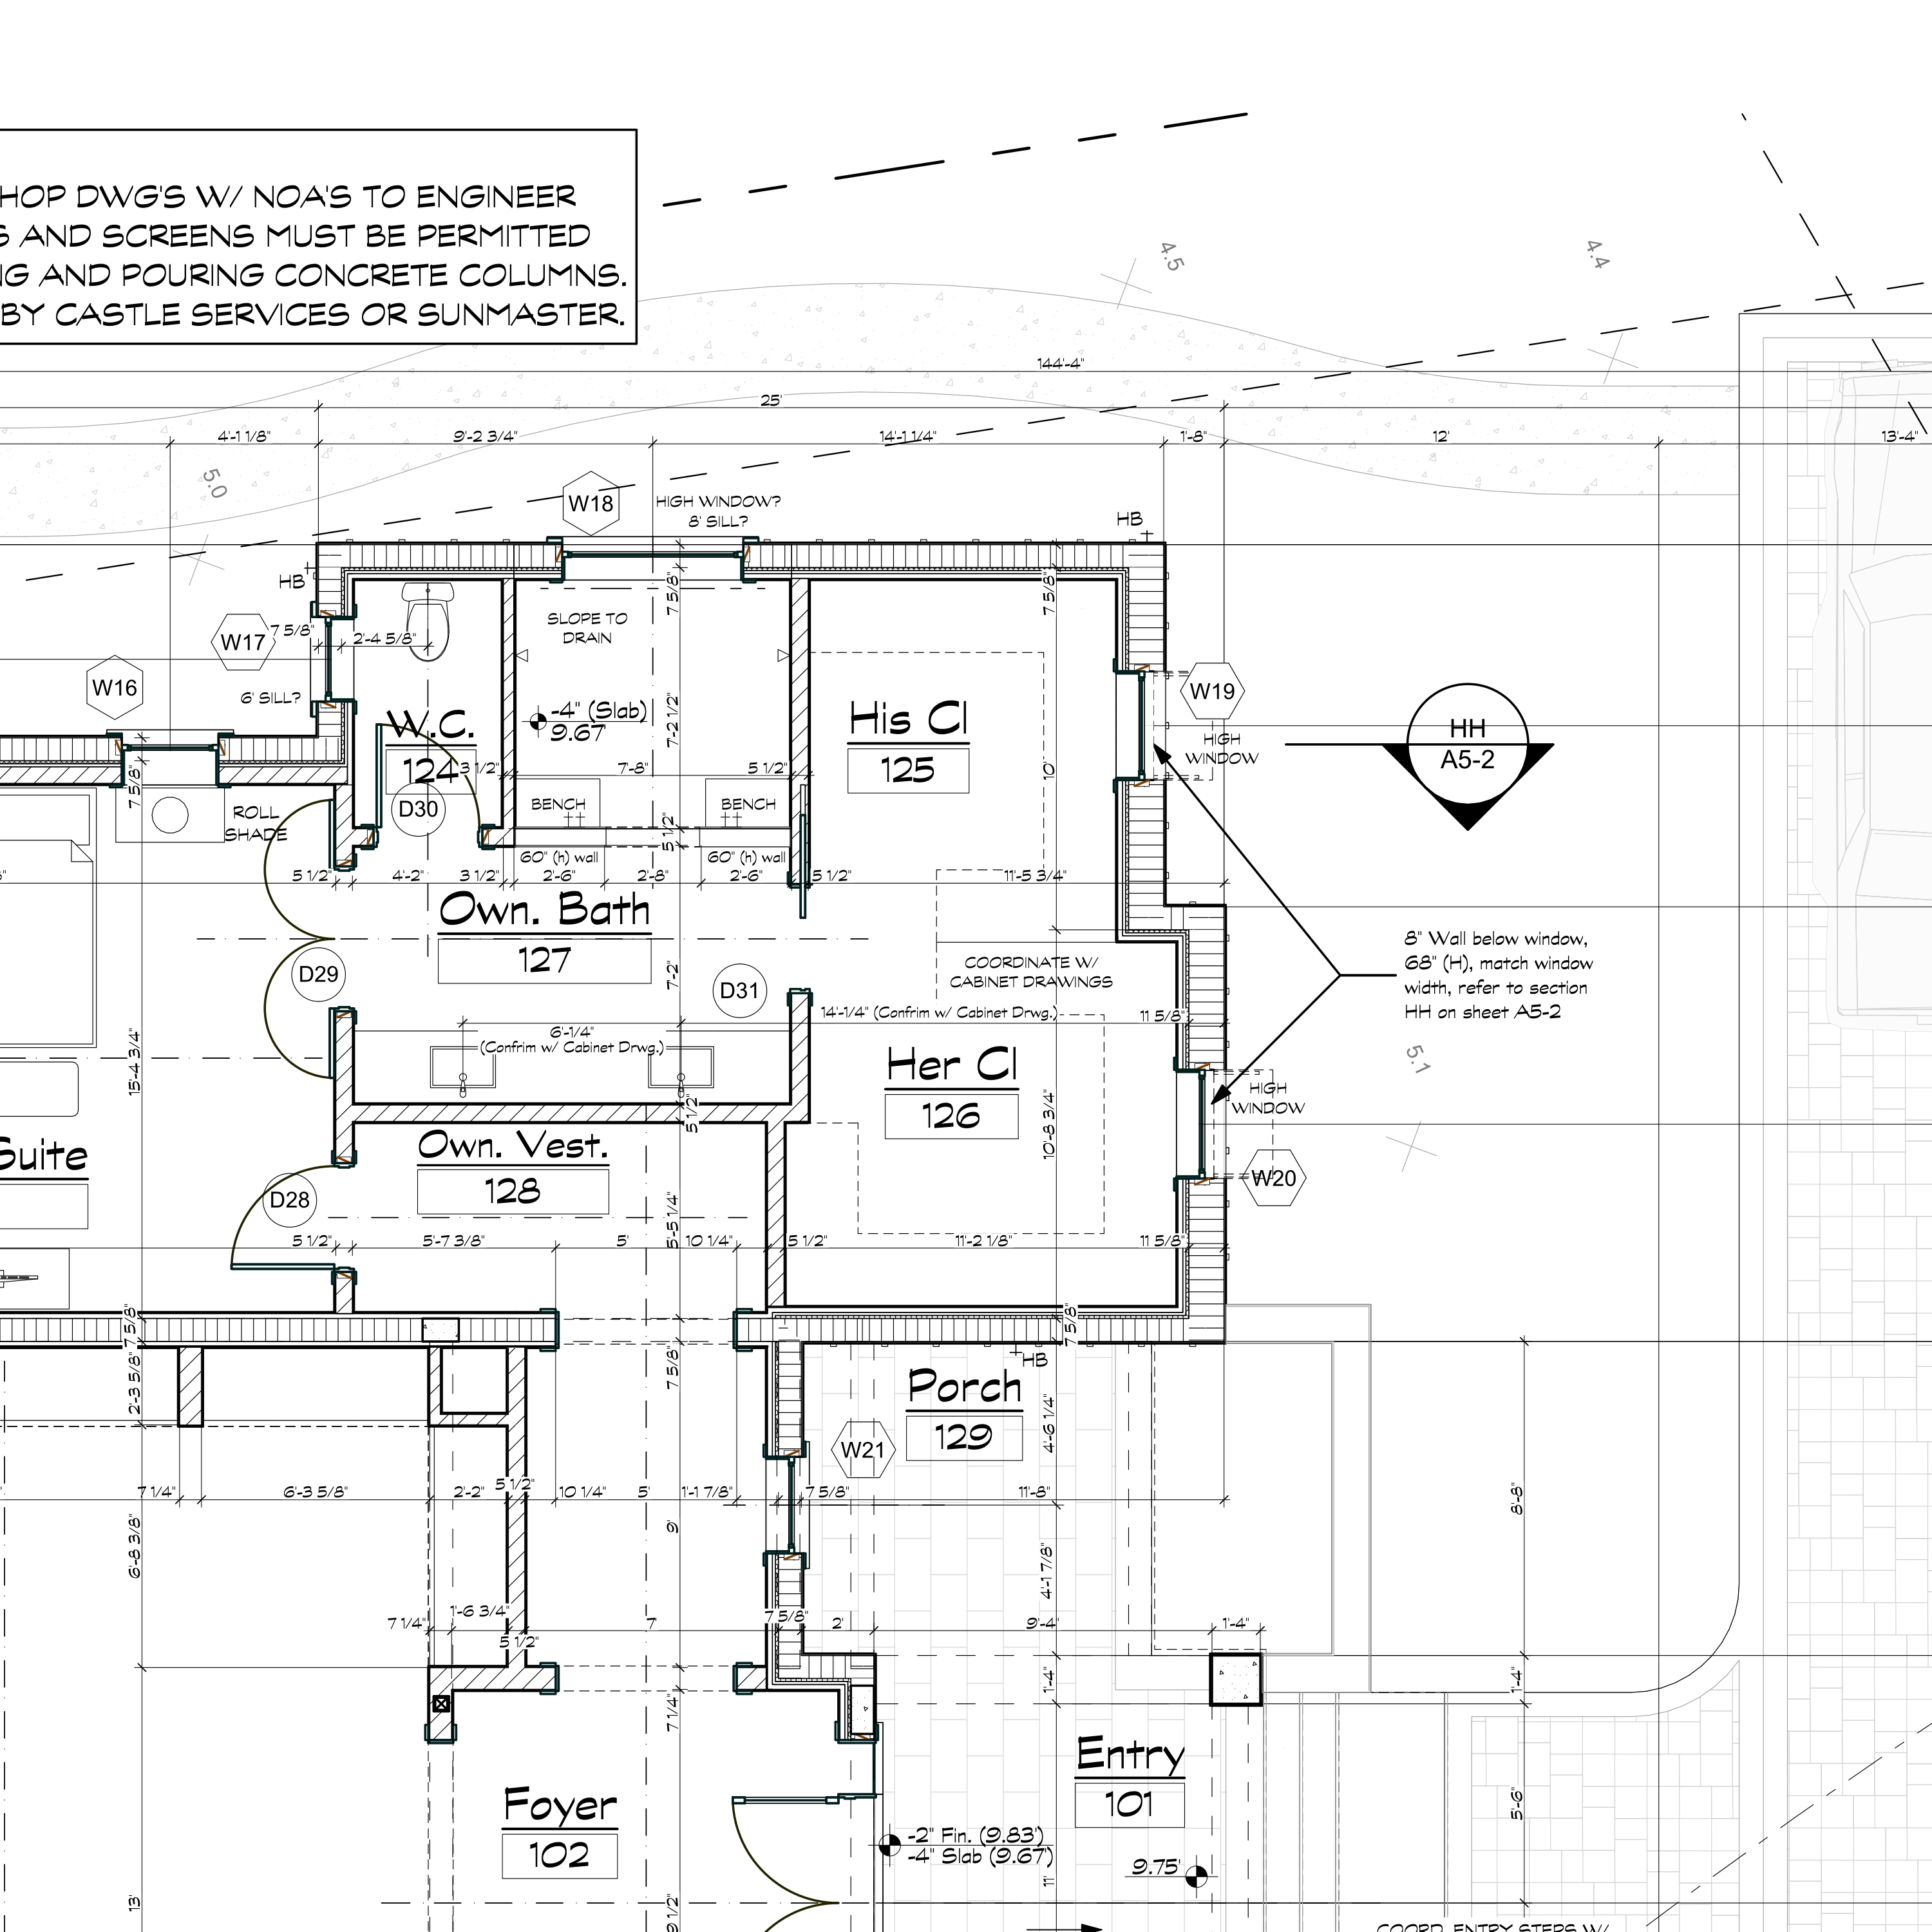 HOP DWG'S W/ NOA'S TO ENGINEER
S AND SCREENS MUST BE PERMITTED
NG AND POURING CONCRETE COLUMNS.
BY CASTLE SERVICES OR SUNMASTER.
4.5
4.4
144'-4"
25'
4'-1 1/8"
9'-2 3/4"
14'-1 1/4"
1'-8"
12'
13'-4"
5.0
W18
HIGH WINDOW?
8' SILL?
HB
HB
7 5/8"
7 5/8"
W17
7 5/8"
2'-4 5/8"
SLOPE TO
DRAIN
W16
6' SILL?
W19
W.C.
124
-4" (Slab)
9.67'
7'-2 1/2"
His Cl
125
HIGH
WINDOW
HH
A5-2
7 5/8"
3 1/2"
7'-8"
5 1/2"
10'
D30
BENCH
BENCH
ROLL
SHADE
5 1/2"
60" (h) wall
60" (h) wall
5 1/2"
4'-2"
3 1/2"
2'-6"
2'-8"
2'-6"
5 1/2"
11'-5 3/4"
Own. Bath
127
8" Wall below window,
68" (H), match window
width, refer to section
HH on sheet A5-2
D29
7'-2"
D31
COORDINATE W/
CABINET DRAWINGS
14'-1/4" (Confrim w/ Cabinet Drwg.)
11 5/8"
6'-1/4"
(Confrim w/ Cabinet Drwg.)
15'-4 3/4"
5.1
Her Cl
126
10'-8 3/4"
HIGH
WINDOW
5 1/2"
Suite
Own. Vest.
128
W20
D28
5'-5 1/4"
5 1/2"
5'-7 3/8"
5'
10 1/4"
5 1/2"
11'-2 1/8"
11 5/8"
7 5/8"
7 5/8"
7 5/8"
HB
2'-3 5/8"
Porch
129
4'-6 1/4"
W21
7 1/4"
6'-3 5/8"
2'-2"
5 1/2"
10 1/4"
5'
1'-1 7/8"
7 5/8"
11'-8"
8'-8"
6'-8 3/8"
9'
4'-1 7/8"
7 1/4"
1'-6 3/4"
5 1/2"
7'
7 5/8"
2'
9'-4"
1'-4"
1'-4"
1'-4"
7 1/4"
Entry
101
Foyer
102
5'-6"
-2" Fin. (9.83')
-4" Slab (9.67')
9.75'
11'
13'
9 1/2"
COORD. ENTRY STEPS W/